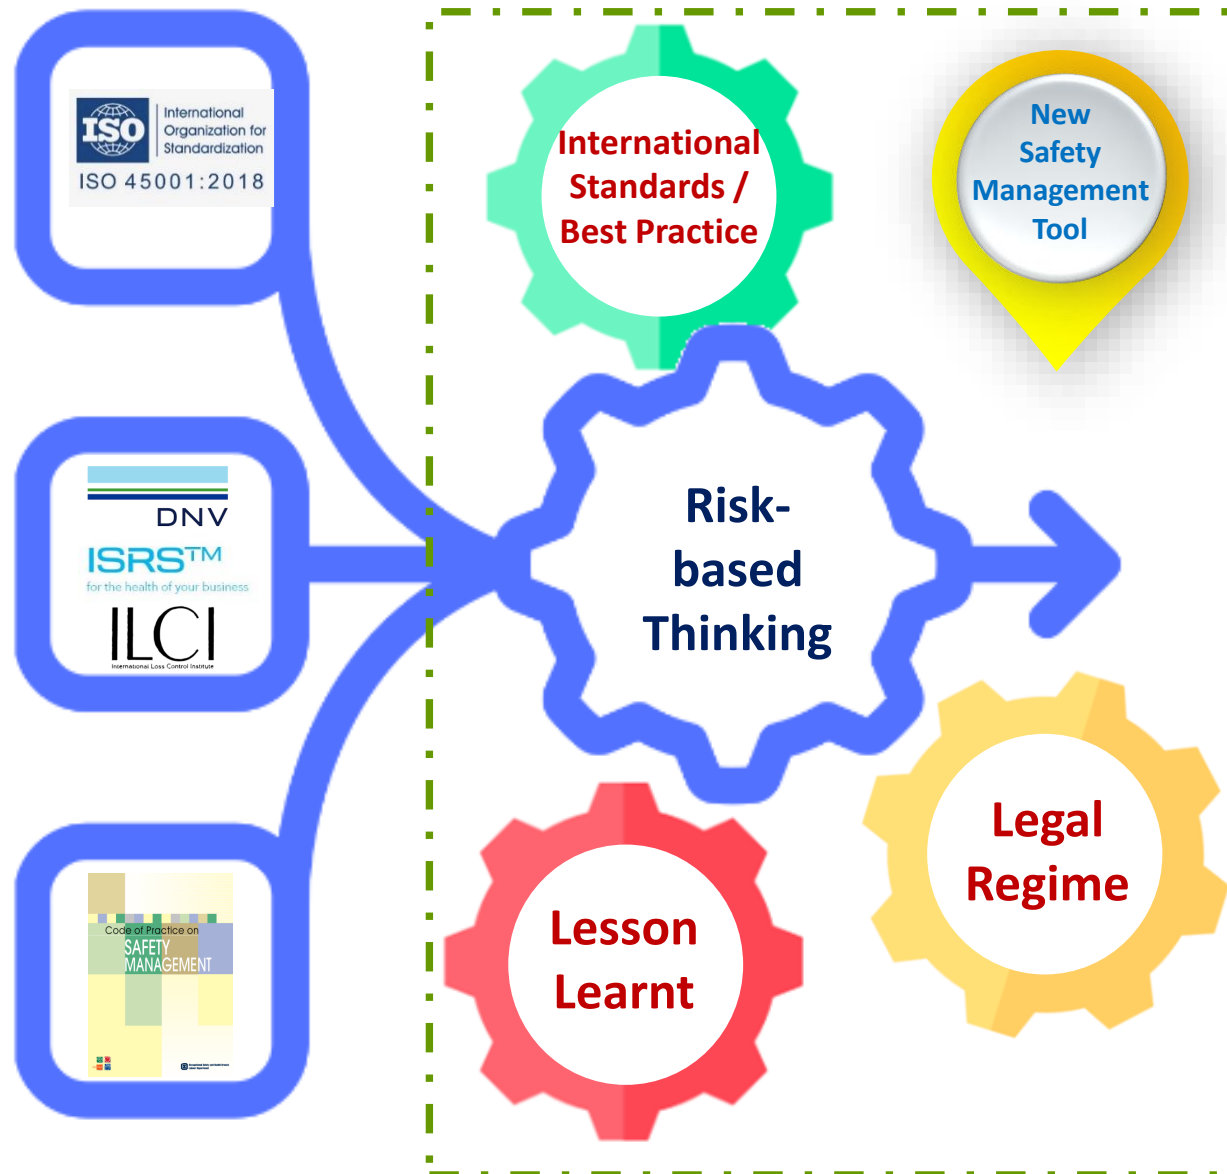 ISO
International
Organization for
Standardization
ISO 45001:2018
DNV
ISRS™
for the health of your business
ILCI
International Loss Control Institute
Code of Practice on
SAFETY
MANAGEMENT
International
Standards /
Best Practice
New
Safety
Management
Tool
Risk-
based
Thinking
Legal
Regime
Lesson
Learnt